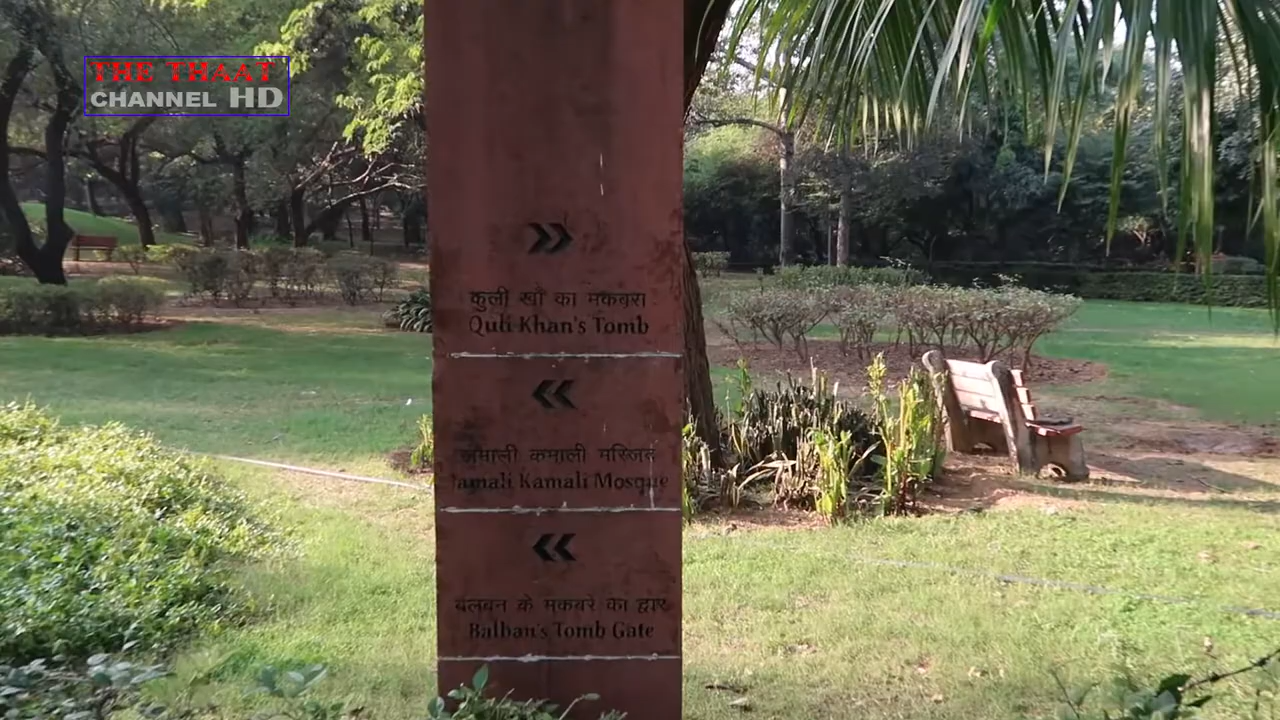 THE THAAT
CHANNEL HD
कुली खाँ का मकबरा
Quli Khan's Tomb
जमाली कमाली मस्जिद
Jamali Kamali Mosque
बलबन के मकबरे का द्वार
Balban's Tomb Gate